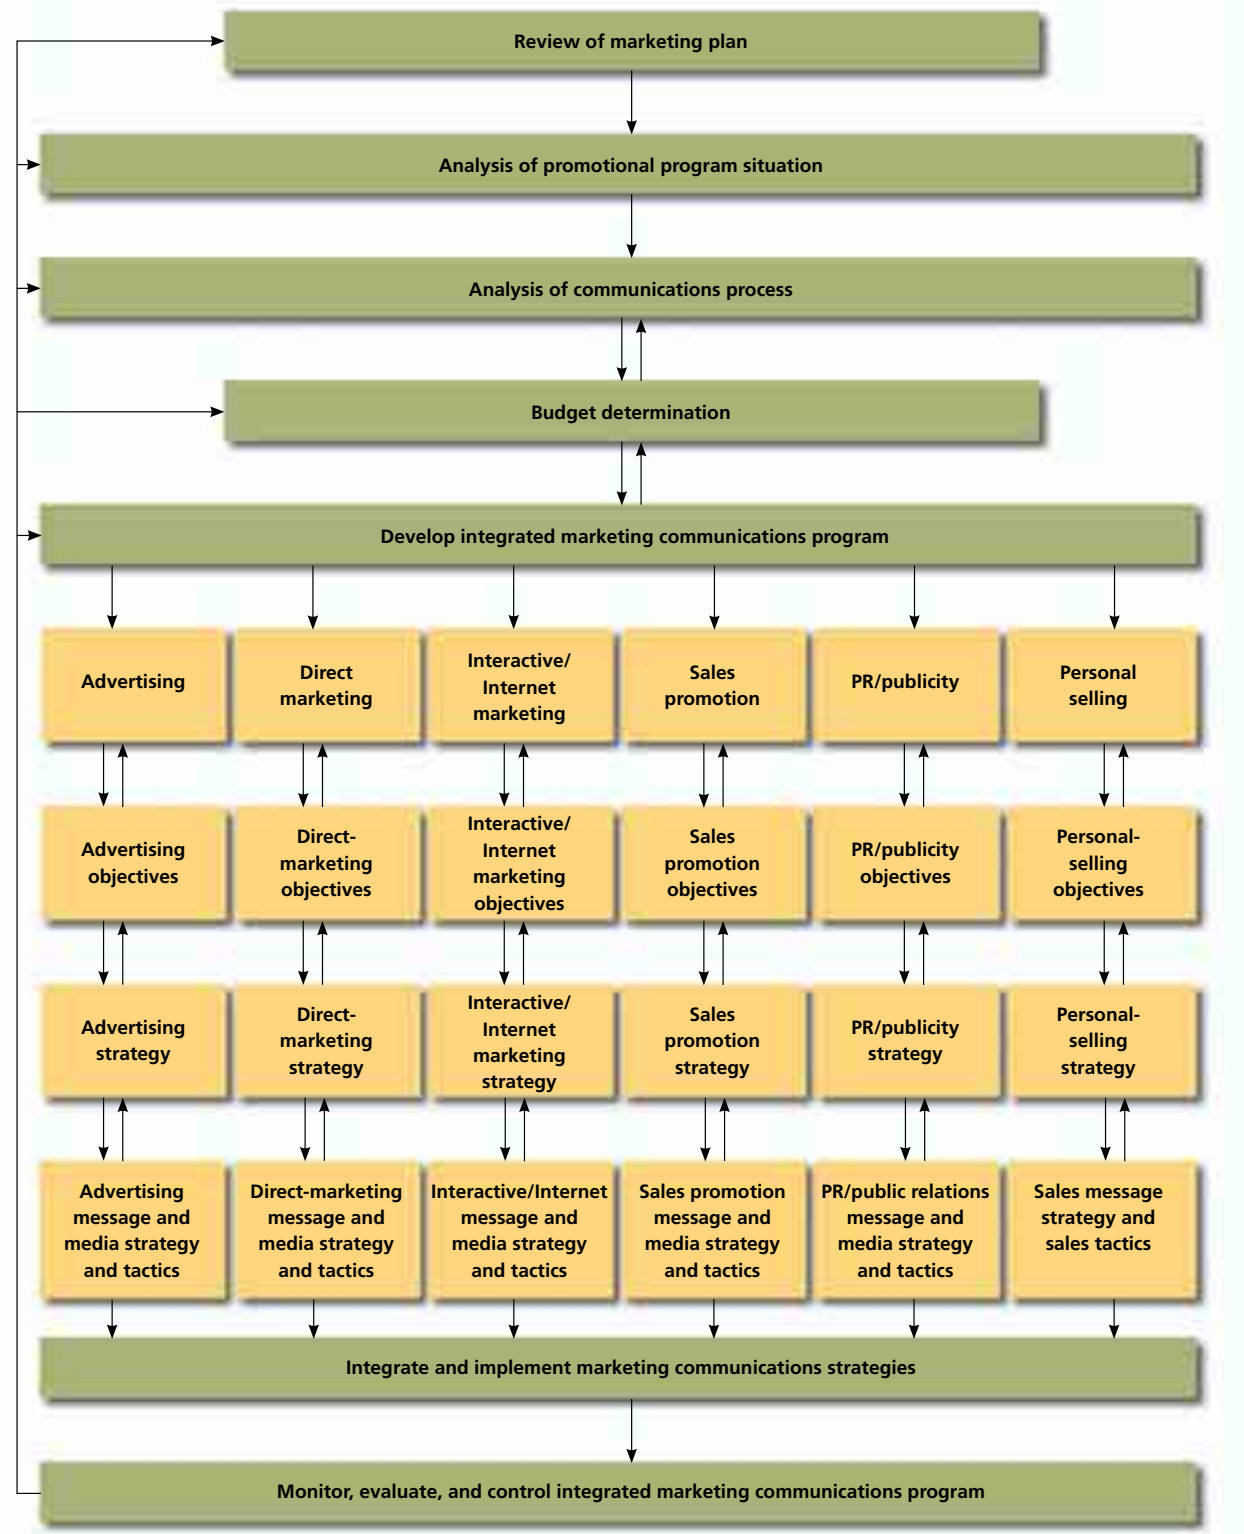 Review of marketing plan
Analysis of promotional program situation
Analysis of communications process
Budget determination
Develop integrated marketing communications program
Advertising
Direct
marketing
Interactive/
Internet
marketing
Sales
promotion
PR/publicity
Personal
selling
Advertising
objectives
Direct-
marketing
objectives
Interactive/
Internet
marketing
objectives
Sales
promotion
objectives
PR/publicity
objectives
Personal-
selling
objectives
Advertising
strategy
Direct-
marketing
strategy
Interactive/
Internet
marketing
strategy
Sales
promotion
strategy
PR/publicity
strategy
Personal-
selling
strategy
Advertising
message and
media strategy
and tactics
Direct-marketing
message and
media strategy
and tactics
Interactive/Internet
message and
media strategy
and tactics
Sales promotion
message and
media strategy
and tactics
PR/public relations
message and
media strategy
and tactics
Sales message
strategy and
sales tactics
Integrate and implement marketing communications strategies
Monitor, evaluate, and control integrated marketing communications program